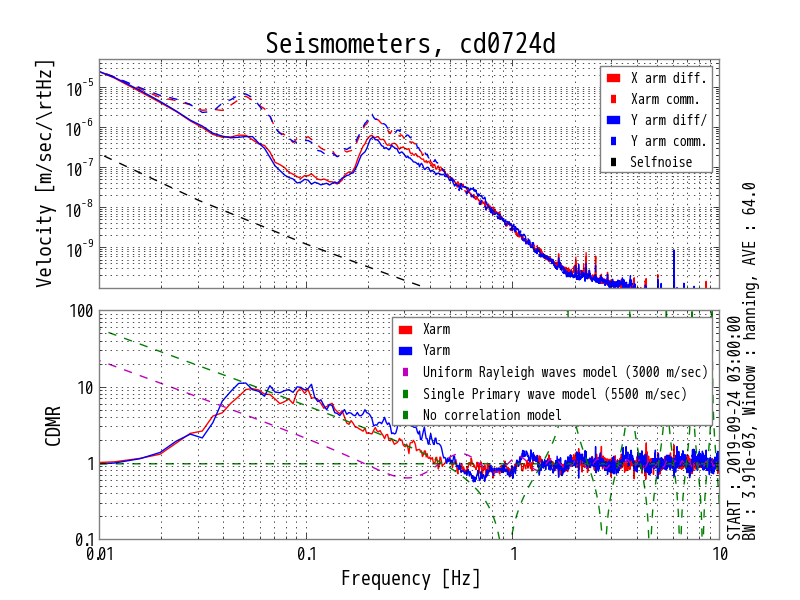 Seismometers, cd0724d
Velocity [m/sec/\rtHz]
10^-5
10^-6
10^-7
10^-8
10^-9
X arm diff.
Xarm comm.
Y arm diff/
Y arm comm.
Selfnoise
CDMR
100
10
1
0.1
Xarm
Yarm
Uniform Rayleigh waves model (3000 m/sec)
Single Primary wave model (5500 m/sec)
No correlation model
0.01
0.1
1
10
Frequency [Hz]
START : 2019-09-24 03:00:00
BW : 3.91e-03, Window : hanning, AVE : 64.0